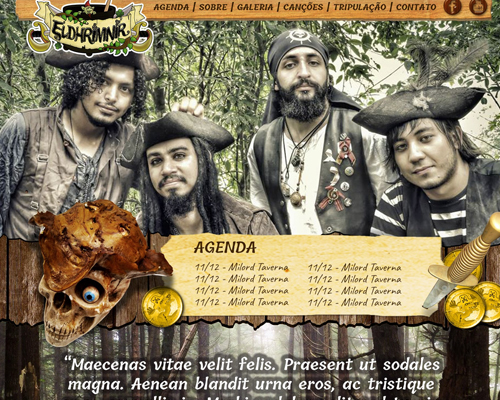 AGENDA | SOBRE | GALERIA | CANÇÕES | TRIPULAÇÃO | CONTATO
ELDHRIMNIR
AGENDA
11/12 - Milord Taverna 11/12 - Milord Taverna
11/12 - Milord Taverna 11/12 - Milord Taverna
11/12 - Milord Taverna 11/12 - Milord Taverna
11/12 - Milord Taverna 11/12 - Milord Taverna
“Maecenas vitae velit felis. Praesent ut sodales
magna. Aenean blandit urna eros, ac tristique